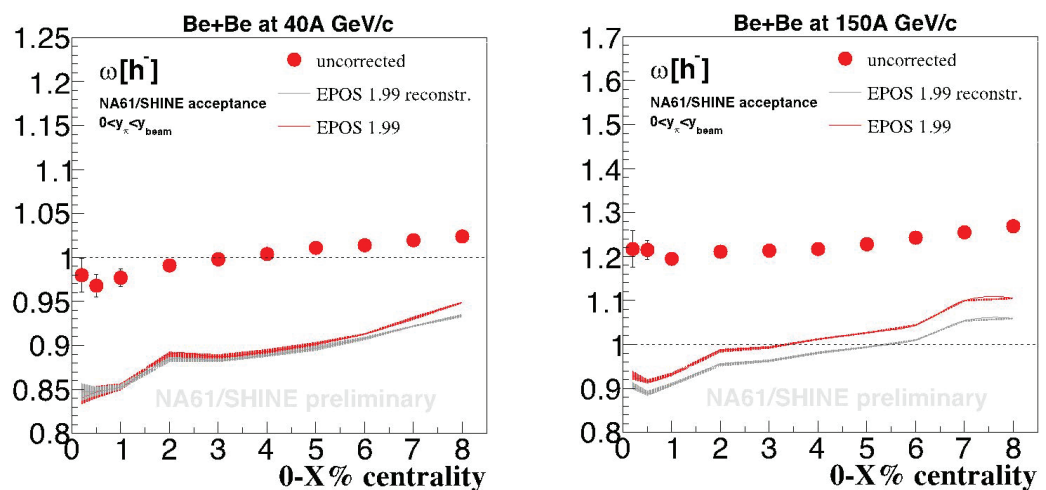 Be+Be at 40A GeV/c
1.25
1.2
1.15
1.1
1.05
1
0.95
0.9
0.85
0.8
ω[h⁻]
NA61/SHINE acceptance
0<y_π<y_beam
uncorrected
EPOS 1.99 reconstr.
EPOS 1.99
NA61/SHINE preliminary
0 1 2 3 4 5 6 7 8
0-X% centrality
Be+Be at 150A GeV/c
1.7
1.6
1.5
1.4
1.3
1.2
1.1
1
0.9
0.8
ω[h⁻]
NA61/SHINE acceptance
0<y_π<y_beam
uncorrected
EPOS 1.99 reconstr.
EPOS 1.99
NA61/SHINE preliminary
0 1 2 3 4 5 6 7 8
0-X% centrality